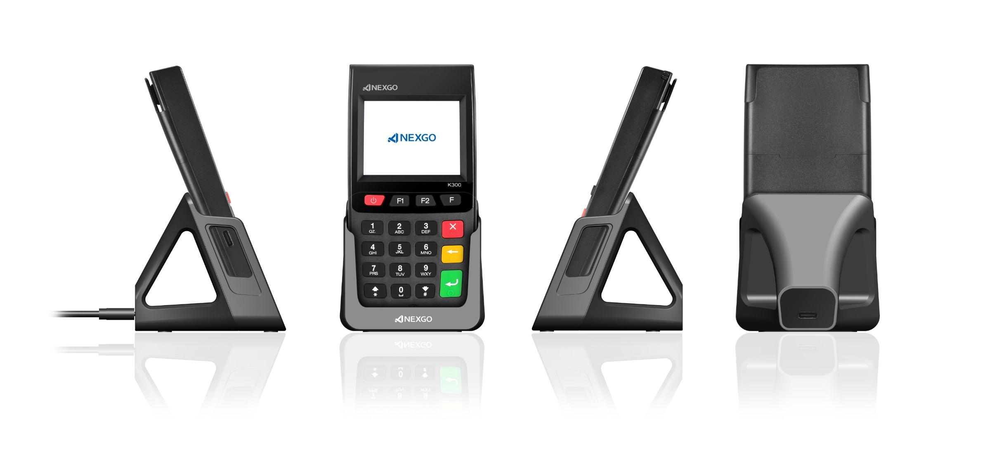 NEXGO
NEXGO
K300
F1 F2 F
1 2 3
QZ. ABC DEF
4 5 6
GHI JKL MNO
7 8 9
PRS TUV WXY
0
* #
NEXGO